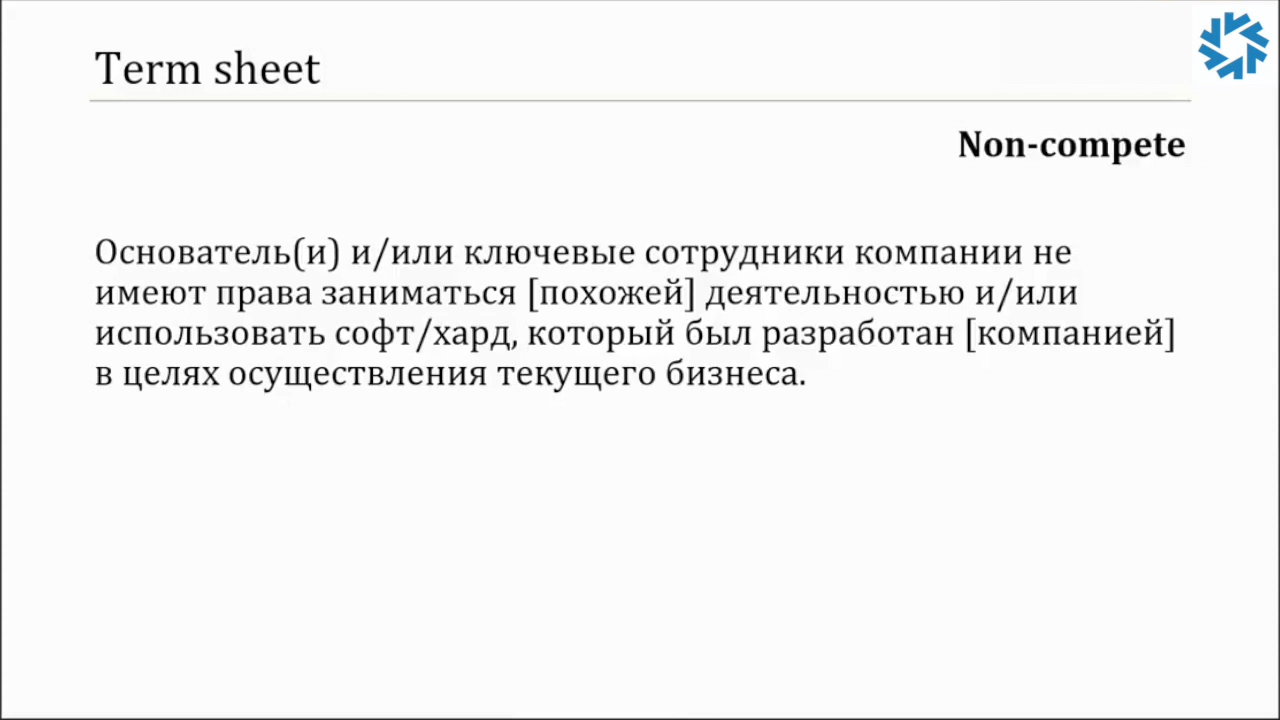 Term sheet
Non-compete
Основатель(и) и/или ключевые сотрудники компании не
имеют права заниматься [похожей] деятельностью и/или
использовать софт/хард, который был разработан [компанией]
в целях осуществления текущего бизнеса.